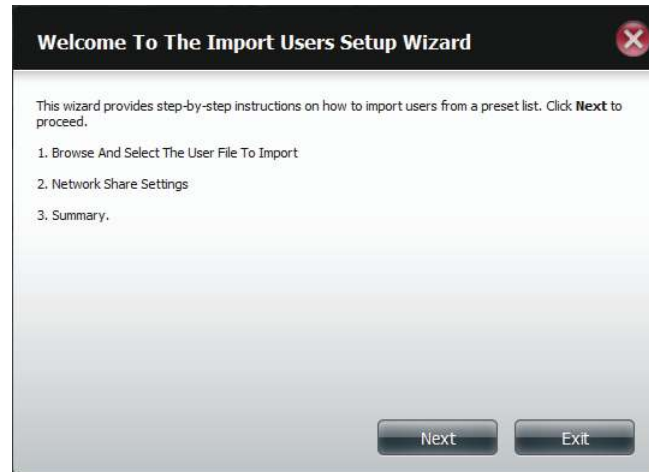 Welcome To The Import Users Setup Wizard
This wizard provides step-by-step instructions on how to import users from a preset list. Click Next to
proceed.
1. Browse And Select The User File To Import
2. Network Share Settings
3. Summary.
Next Exit